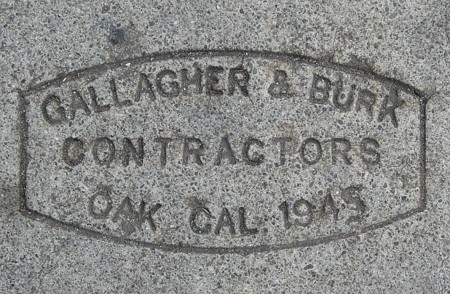 GALLAGHER & BURK
CONTRACTORS
OAK CAL. 1945